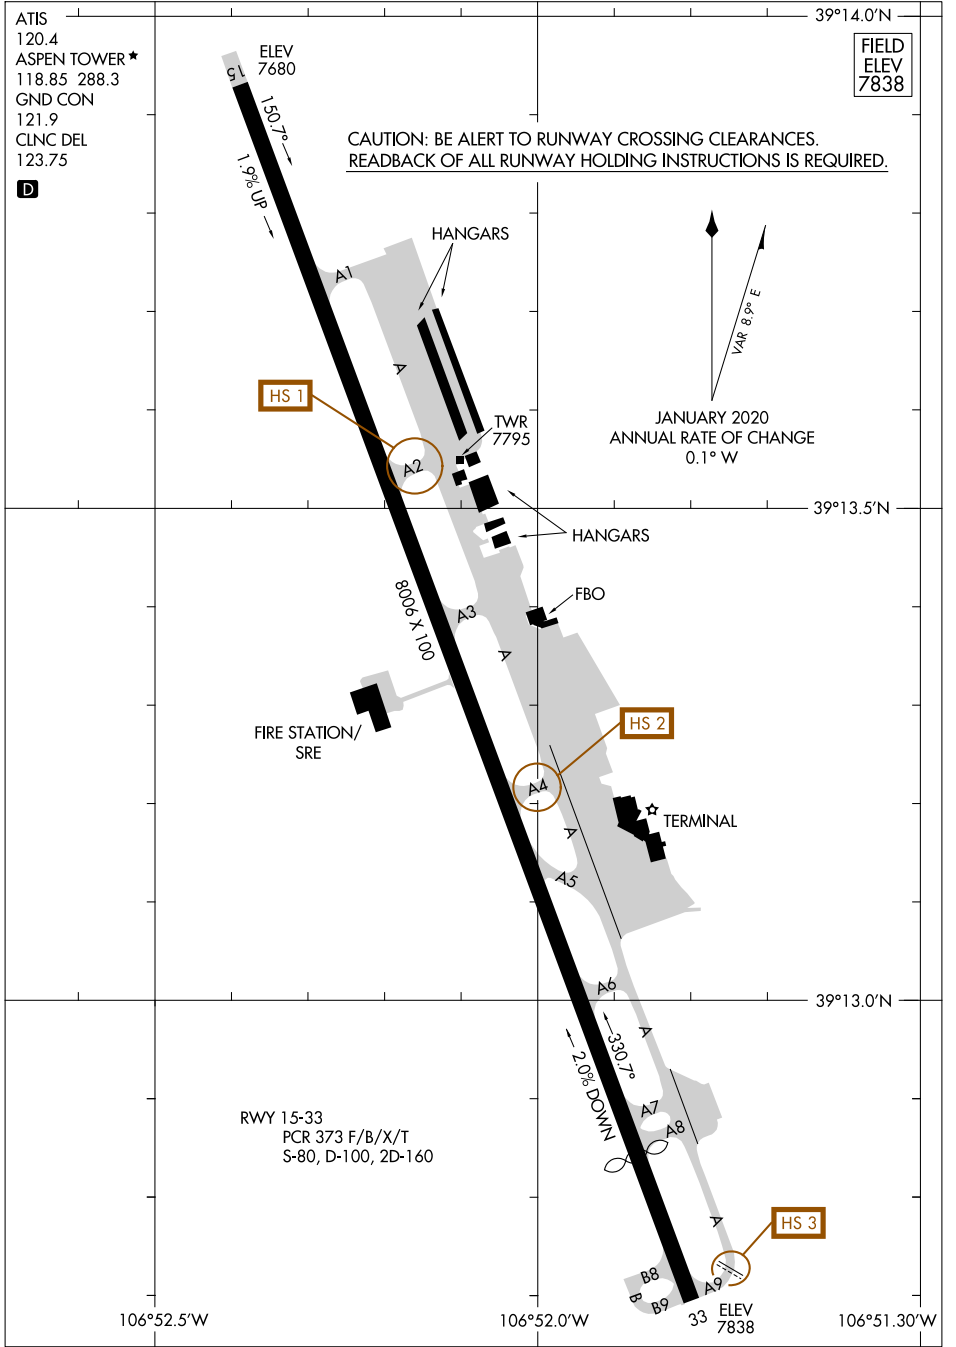 ATIS
120.4
ASPEN TOWER★
118.85 288.3
GND CON
121.9
CLNC DEL
123.75
D
39°14.0'N
FIELD
ELEV
7838
15
ELEV
7680
150.7°
1.9% UP
CAUTION: BE ALERT TO RUNWAY CROSSING CLEARANCES.
READBACK OF ALL RUNWAY HOLDING INSTRUCTIONS IS REQUIRED.
HANGARS
A1
A
VAR 8.9° E
JANUARY 2020
ANNUAL RATE OF CHANGE
0.1° W
HS 1
TWR
7795
A2
39°13.5'N
HANGARS
8006 X 100
FBO
A3
A
FIRE STATION/
SRE
HS 2
A4
TERMINAL
A
A5
A6
39°13.0'N
A
330.7°
2.0% DOWN
RWY 15-33
PCR 373 F/B/X/T
S-80, D-100, 2D-160
A7
A8
A
HS 3
B8
B
B9
A9
33
ELEV
7838
106°52.5'W
106°52.0'W
106°51.30'W